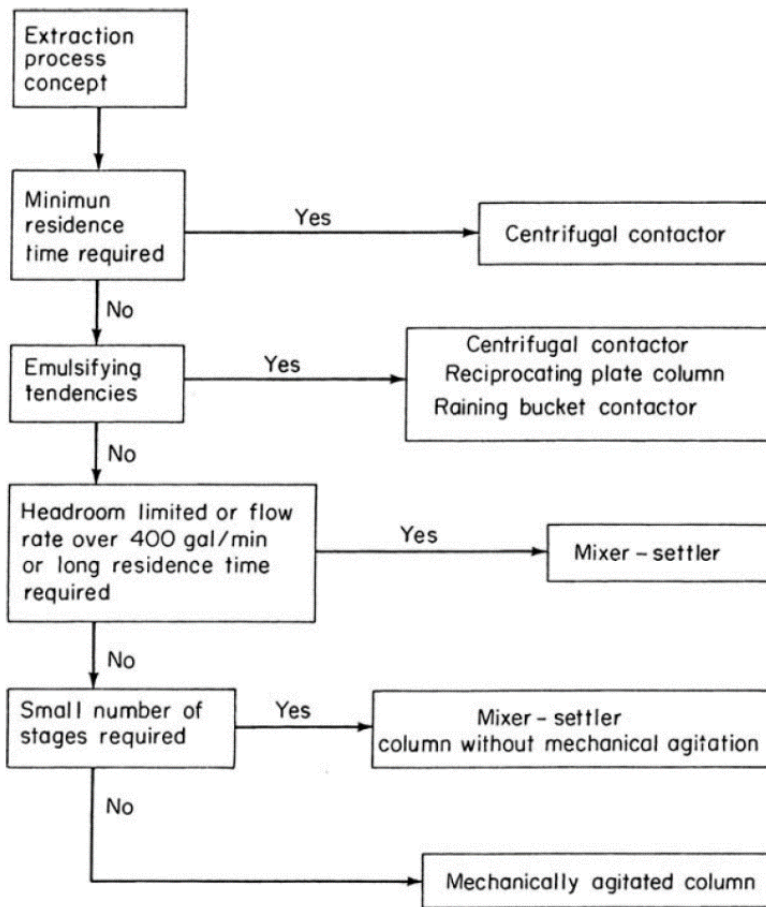 Extraction
process
concept
Minimun
residence
time required
Yes
Centrifugal contactor
No
Emulsifying
tendencies
Yes
Centrifugal contactor
Reciprocating plate column
Raining bucket contactor
No
Headroom limited or flow
rate over 400 gal/min
or long residence time
required
Yes
Mixer - settler
No
Small number of
stages required
Yes
Mixer - settler
column without mechanical agitation
No
Mechanically agitated column